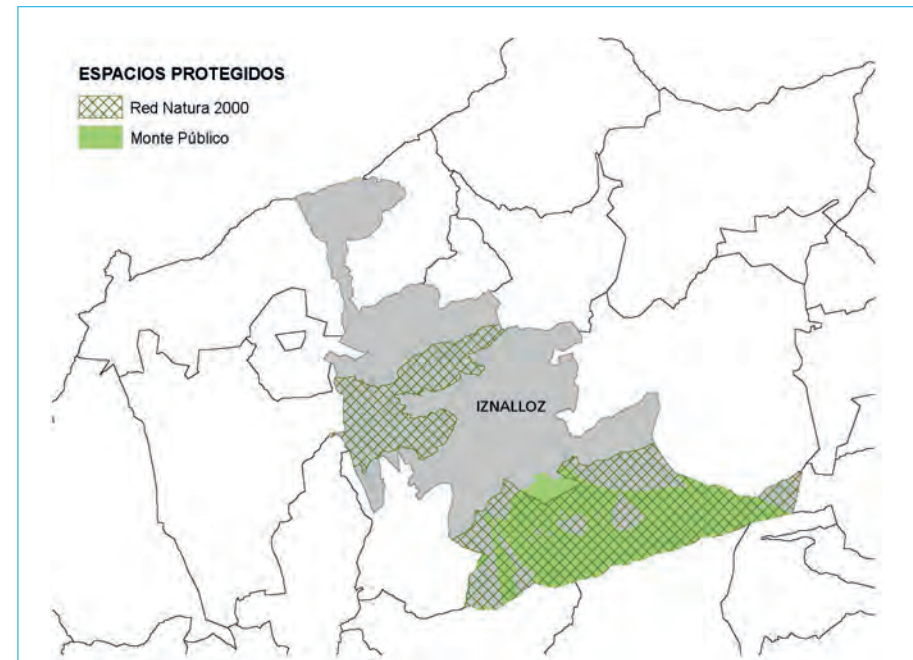 ESPACIOS PROTEGIDOS
Red Natura 2000
Monte Público
IZNALLOZ